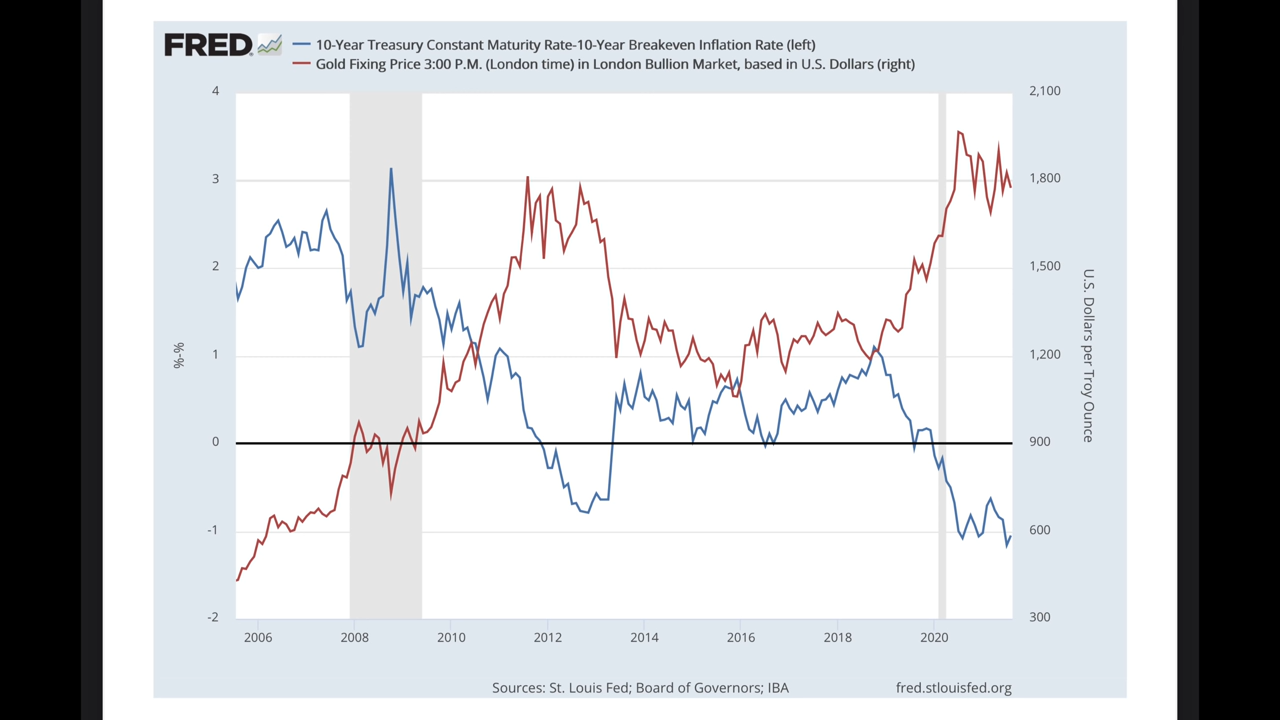 FRED
10-Year Treasury Constant Maturity Rate-10-Year Breakeven Inflation Rate (left)
Gold Fixing Price 3:00 P.M. (London time) in London Bullion Market, based in U.S. Dollars (right)
4
3
2
1
0
-1
-2
%-%
2,100
1,800
1,500
1,200
900
600
300
U.S. Dollars per Troy Ounce
2006 2008 2010 2012 2014 2016 2018 2020
Sources: St. Louis Fed; Board of Governors; IBA fred.stlouisfed.org